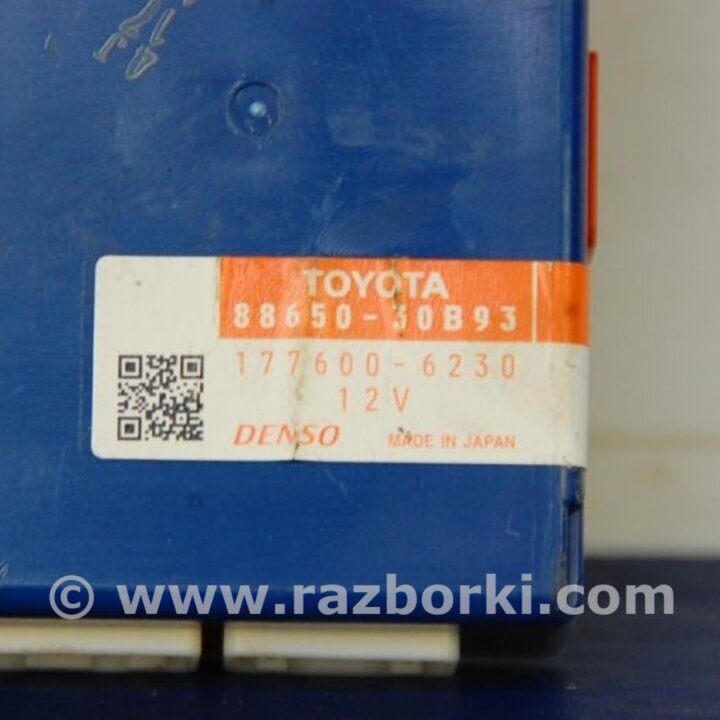 TOYOTA
88650-30B93
177600-6230
12V
DENSO MADE IN JAPAN
© www.razborki.com